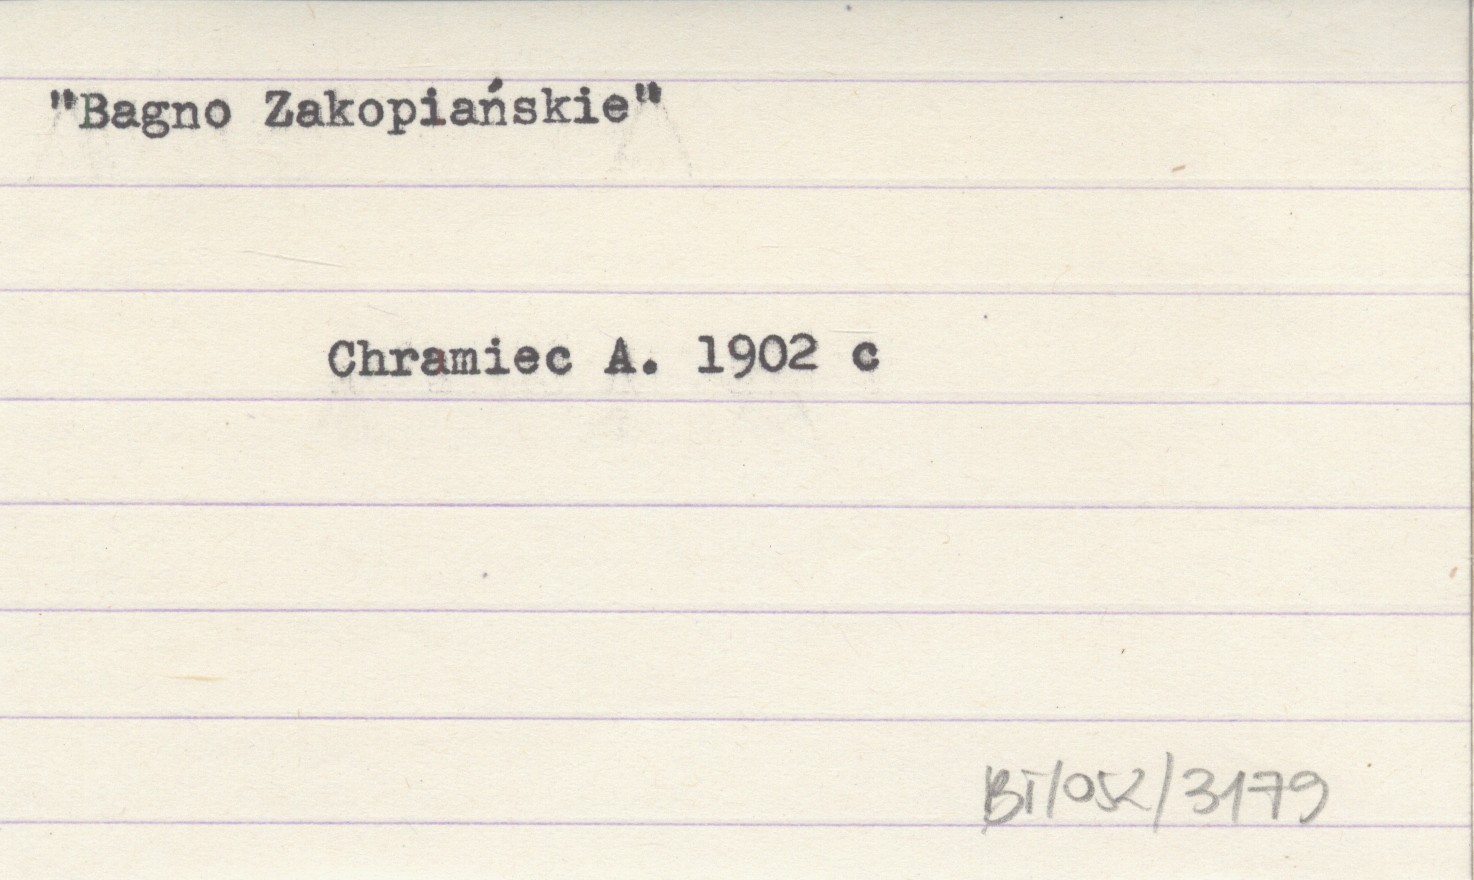 "Bagno Zakopiańskie"
Chramiec A. 1902 c
BT/052/3179